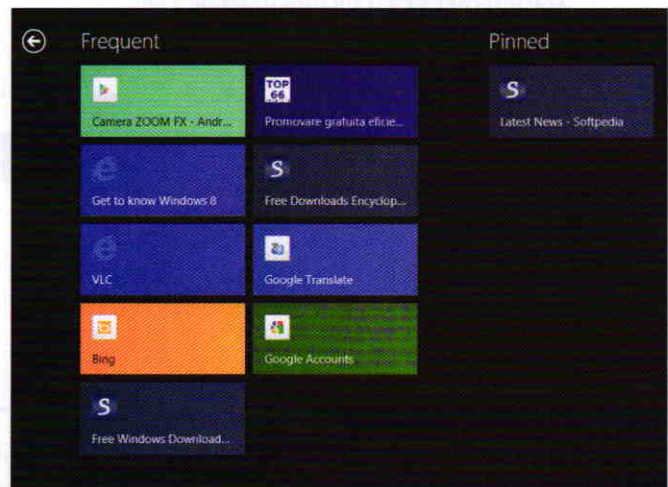 Frequent
Camera ZOOM FX - Andr...
Get to know Windows 8
VLC
Bing
Free Windows Download...
TOP
66
Promovare gratuita eficie...
S
Free Downloads Encyclop...
Google Translate
Google Accounts
S
Pinned
S
Latest News - Softpedia